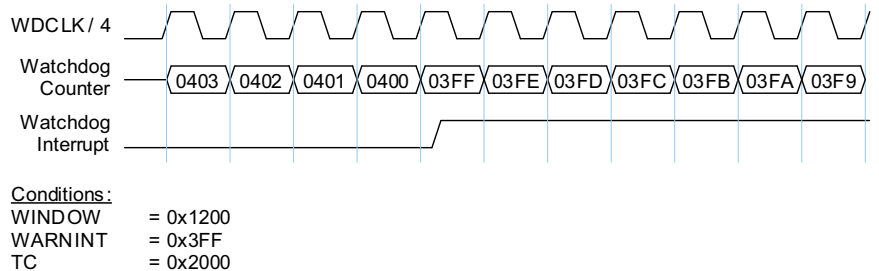 WDCLK / 4
Watchdog
Counter
0403 0402 0401 0400 03FF 03FE 03FD 03FC 03FB 03FA 03F9
Watchdog
Interrupt
Conditions:
WINDOW = 0x1200
WARNINT = 0x3FF
TC = 0x2000